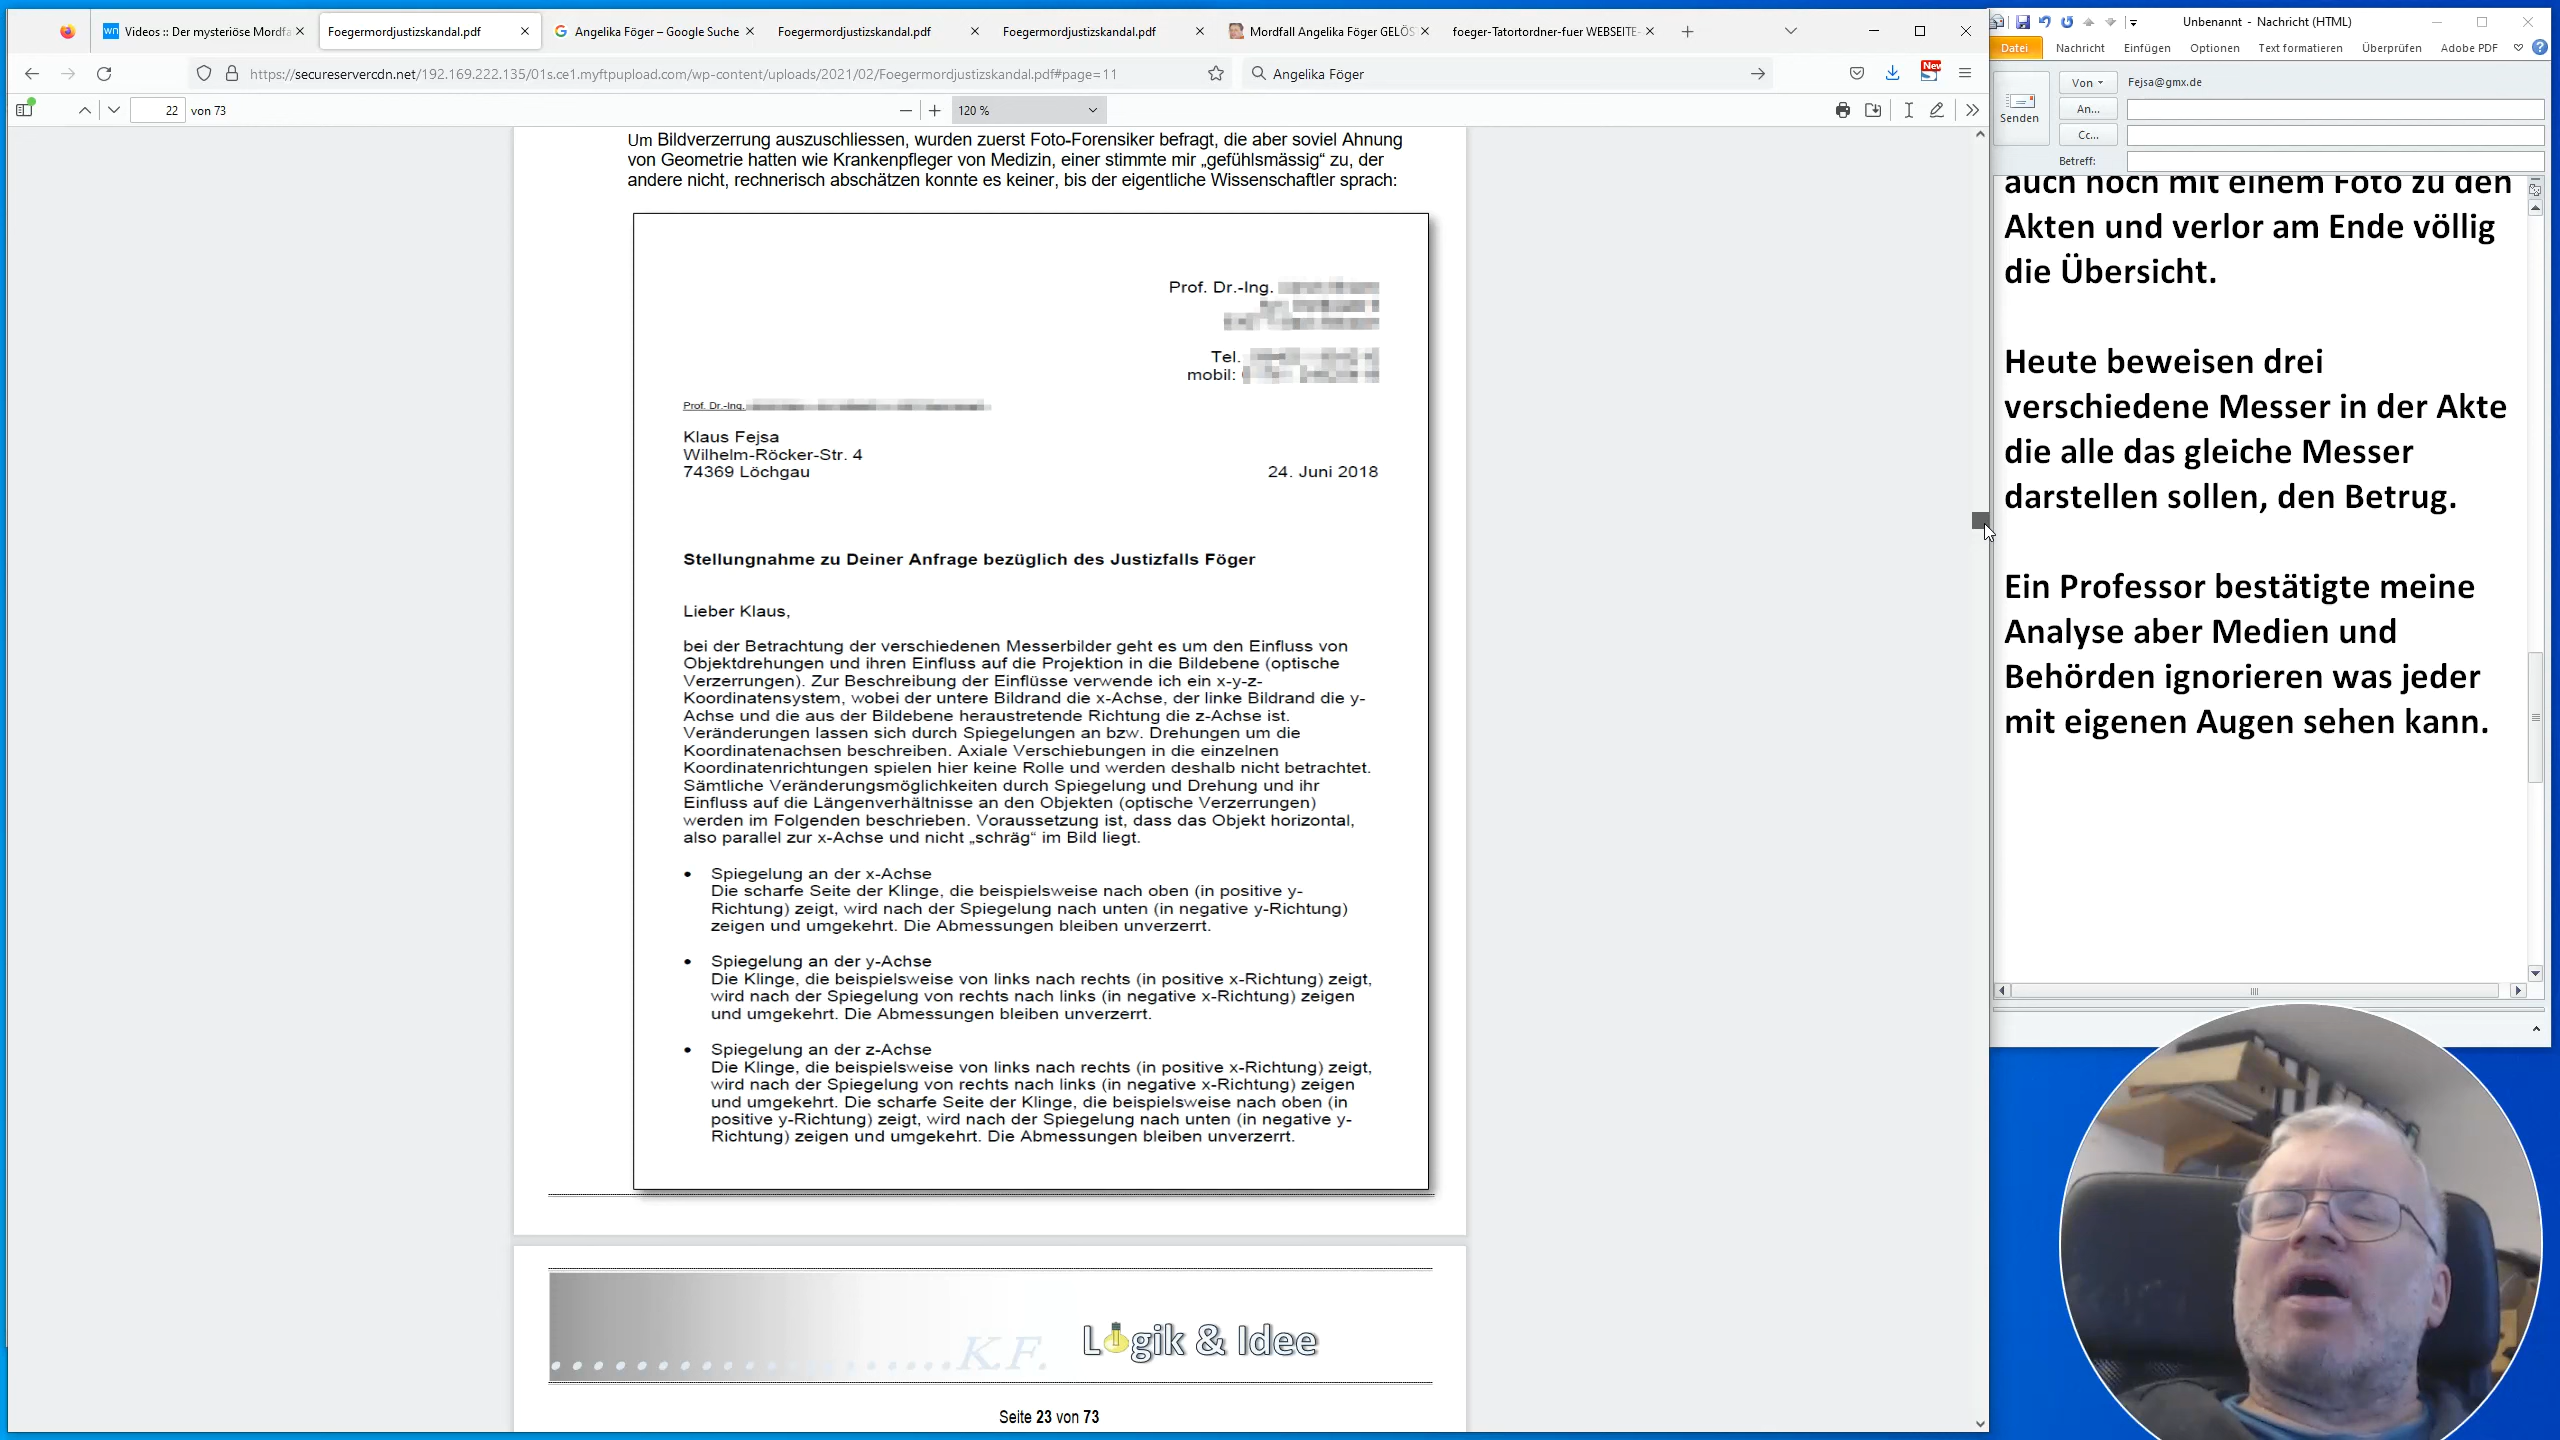 Videos :: Der mysteriöse Mordfa
Foegermordjustizskandal.pdf
Angelika Föger – Google Suche
Foegermordjustizskandal.pdf
Foegermordjustizskandal.pdf
Mordfall Angelika Föger GELÖS
foeger-Tatortordner-fuer WEBSEITE-
https://secureservercdn.net/192.169.222.135/01s.ce1.myftpupload.com/wp-content/uploads/2021/02/Foegermordjustizskandal.pdf#page=11
Angelika Föger
New
22 von 73
120 %
Um Bildverzerrung auszuschliessen, wurden zuerst Foto-Forensiker befragt, die aber soviel Ahnung
von Geometrie hatten wie Krankenpfleger von Medizin, einer stimmte mir „gefühlsmässig“ zu, der
andere nicht, rechnerisch abschätzen konnte es keiner, bis der eigentliche Wissenschaftler sprach:
Prof. Dr.-Ing.
Tel.
mobil:
Prof. Dr.-Ing.
Klaus Fejsa
Wilhelm-Röcker-Str. 4
74369 Löchgau
24. Juni 2018
Stellungnahme zu Deiner Anfrage bezüglich des Justizfalls Föger
Lieber Klaus,
bei der Betrachtung der verschiedenen Messerbilder geht es um den Einfluss von
Objektdrehungen und ihren Einfluss auf die Projektion in die Bildebene (optische
Verzerrungen). Zur Beschreibung der Einflüsse verwende ich ein x-y-z-
Koordinatensystem, wobei der untere Bildrand die x-Achse, der linke Bildrand die y-
Achse und die aus der Bildebene heraustretende Richtung die z-Achse ist.
Veränderungen lassen sich durch Spiegelungen an bzw. Drehungen um die
Koordinatenachsen beschreiben. Axiale Verschiebungen in die einzelnen
Koordinatenrichtungen spielen hier keine Rolle und werden deshalb nicht betrachtet.
Sämtliche Veränderungsmöglichkeiten durch Spiegelung und Drehung und ihr
Einfluss auf die Längenverhältnisse an den Objekten (optische Verzerrungen)
werden im Folgenden beschrieben. Voraussetzung ist, dass das Objekt horizontal,
also parallel zur x-Achse und nicht „schräg“ im Bild liegt.
• Spiegelung an der x-Achse
Die scharfe Seite der Klinge, die beispielsweise nach oben (in positive y-
Richtung) zeigt, wird nach der Spiegelung nach unten (in negative y-Richtung)
zeigen und umgekehrt. Die Abmessungen bleiben unverzerrt.
• Spiegelung an der y-Achse
Die Klinge, die beispielsweise von links nach rechts (in positive x-Richtung) zeigt,
wird nach der Spiegelung von rechts nach links (in negative x-Richtung) zeigen
und umgekehrt. Die Abmessungen bleiben unverzerrt.
• Spiegelung an der z-Achse
Die Klinge, die beispielsweise von links nach rechts (in positive x-Richtung) zeigt,
wird nach der Spiegelung von rechts nach links (in negative x-Richtung) zeigen
und umgekehrt. Die scharfe Seite der Klinge, die beispielsweise nach oben (in
positive y-Richtung) zeigt, wird nach der Spiegelung nach unten (in negative y-
Richtung) zeigen und umgekehrt. Die Abmessungen bleiben unverzerrt.
K.F.
Logik & Idee
Seite 23 von 73
Unbenannt - Nachricht (HTML)
Datei Nachricht Einfügen Optionen Text formatieren Überprüfen Adobe PDF
Senden
Von
Fejsa@gmx.de
An...
Cc...
Betreff:
auch noch mit einem Foto zu den
Akten und verlor am Ende völlig
die Übersicht.
Heute beweisen drei
verschiedene Messer in der Akte
die alle das gleiche Messer
darstellen sollen, den Betrug.
Ein Professor bestätigte meine
Analyse aber Medien und
Behörden ignorieren was jeder
mit eigenen Augen sehen kann.